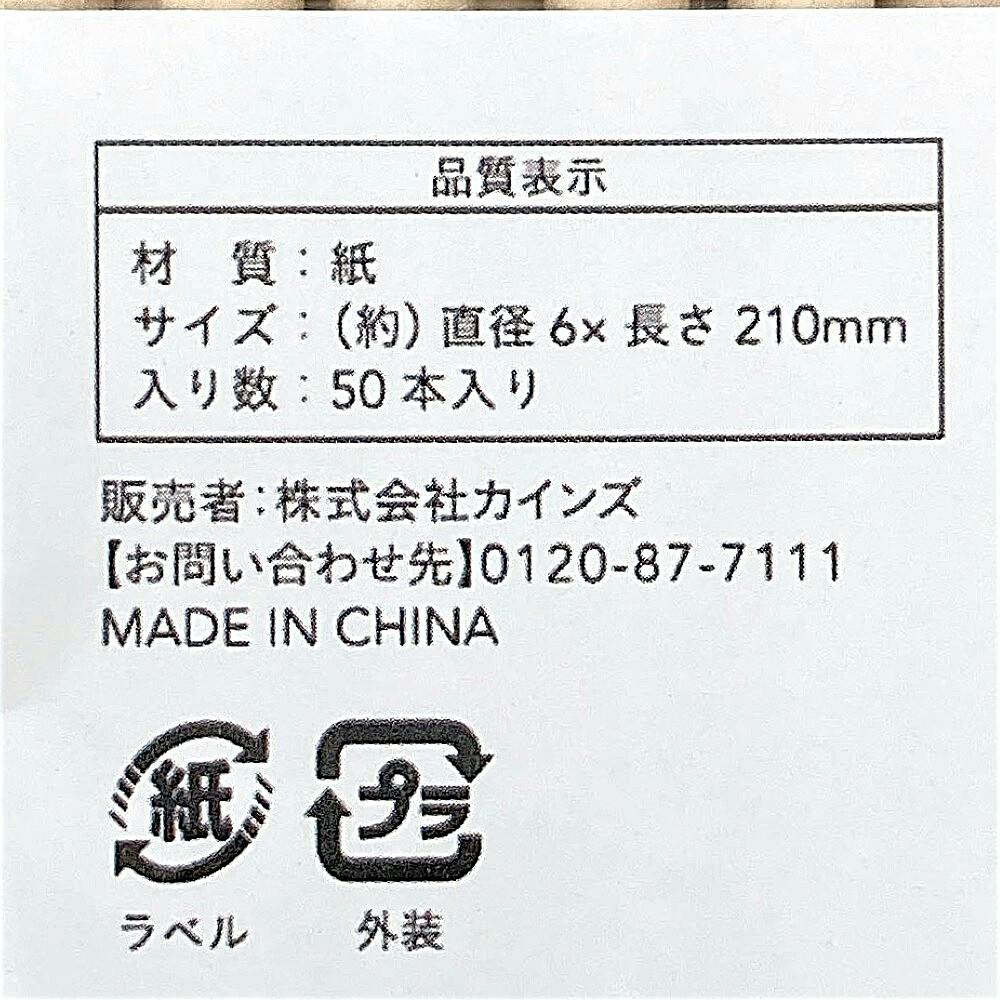 品質表示
材　質：紙
サイズ：（約）直径 6× 長さ 210mm
入り数：50 本入り
販売者：株式会社カインズ
【お問い合わせ先】0120-87-7111
MADE IN CHINA
紙 プラ
ラベル 外装